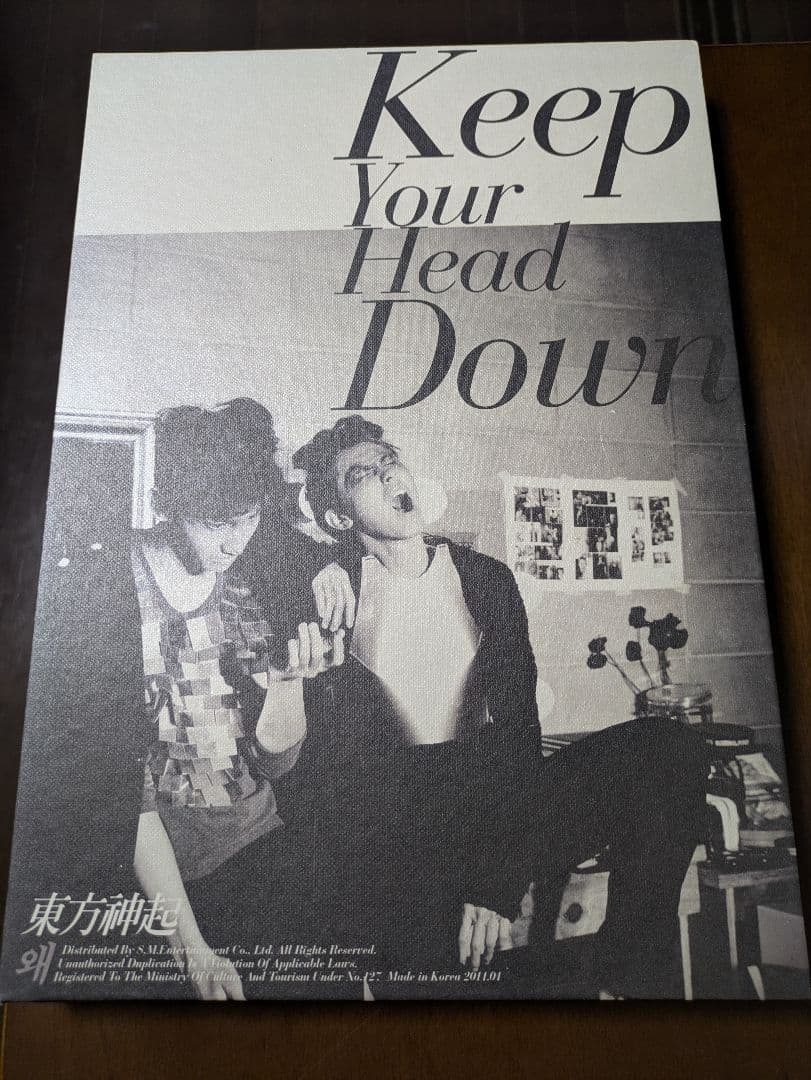 Keep
Your
Head
Down
東方神起
왜
Distributed By S.M.Entertainment Co., Ltd. All Rights Reserved.
Unauthorized Duplication Is A Violation Of Applicable Laws.
Registered To The Ministry Of Culture And Tourism Under No.127. Made in Korea 2011.01